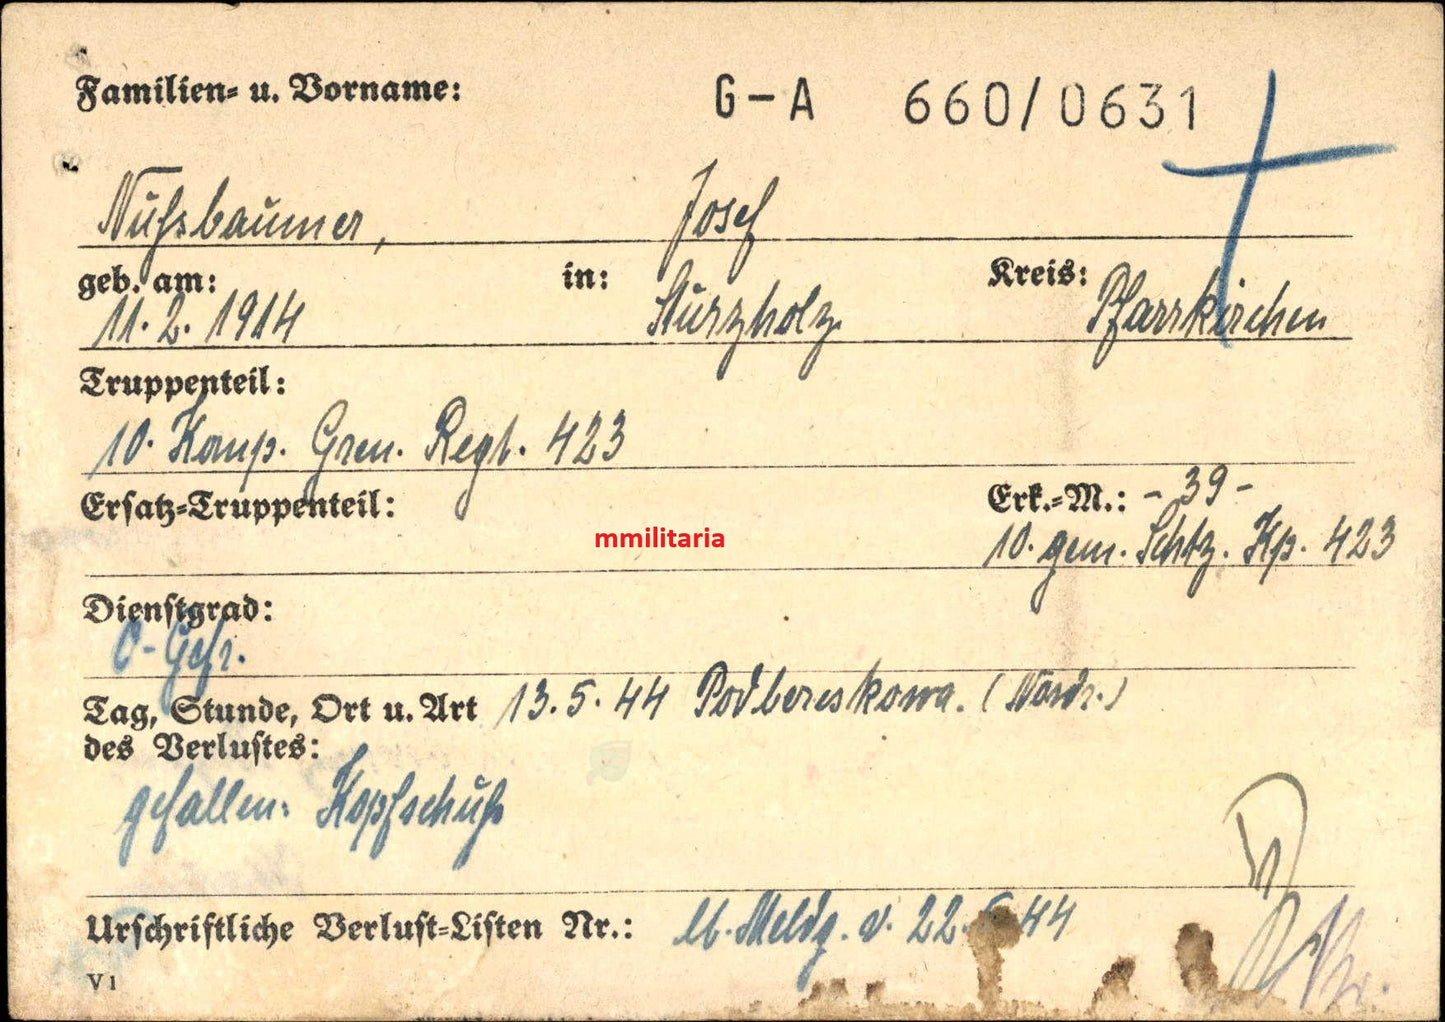 Familien- u. Vorname: G-A 660/0631
Nußbaumer, Josef
geb. am: in: Kreis:
11.2.1914 Sturzholz Pfarrkirchen
Truppenteil:
10. Komp. Gren. Regt. 423
Ersatz-Truppenteil: Erk.-M.: -39-
mmilitaria
10. gem. Schtz. Kp. 423
Dienstgrad:
O-Gefr.
Tag, Stunde, Ort u. Art 13.5.44 Podbereskowa. (Nordr.)
des Verlustes:
gefallen: Kopfschuß
Urschriftliche Verlust-Listen Nr.: Meldg. v. 22. 44
V1